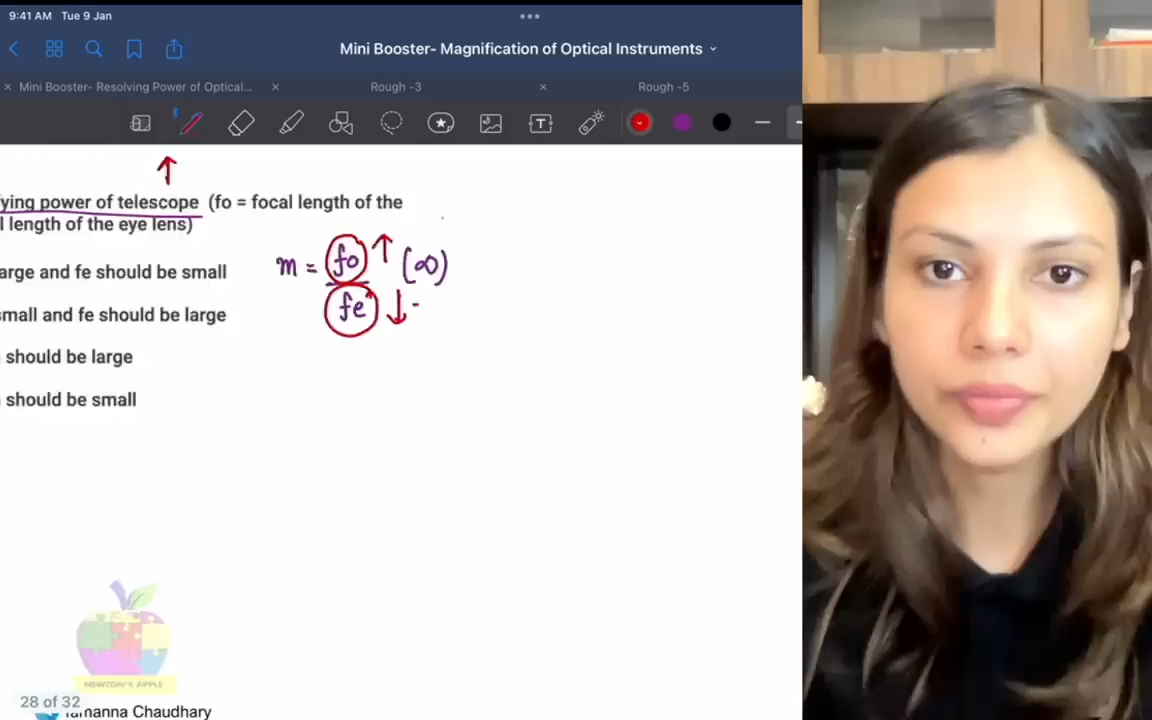 9:41 AM Tue 9 Jan
Mini Booster- Magnification of Optical Instruments
Mini Booster- Resolving Power of Optical...
Rough -3
Rough -5
ying power of telescope (fo = focal length of the
l length of the eye lens)
arge and fe should be small
m = fo (∞)
fe
small and fe should be large
should be large
should be small
NEWTON'S APPLE
28 of 32
Tamanna Chaudhary